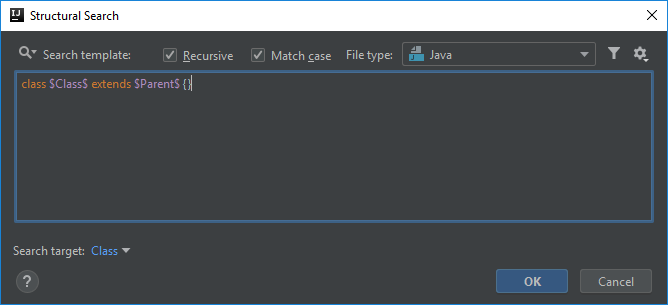 IJ Structural Search
Search template: Recursive Match case File type: Java
class $Class$ extends $Parent$ {}
Search target: Class
? OK Cancel